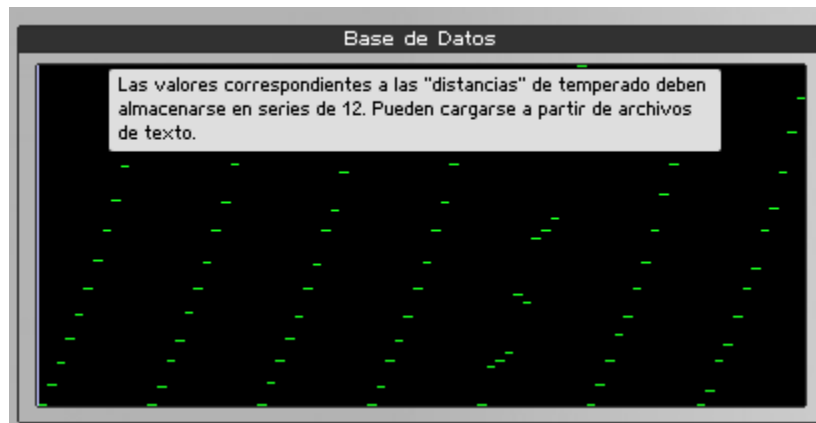 Base de Datos
Las valores correspondientes a las "distancias" de temperado deben
almacenarse en series de 12. Pueden cargarse a partir de archivos
de texto.